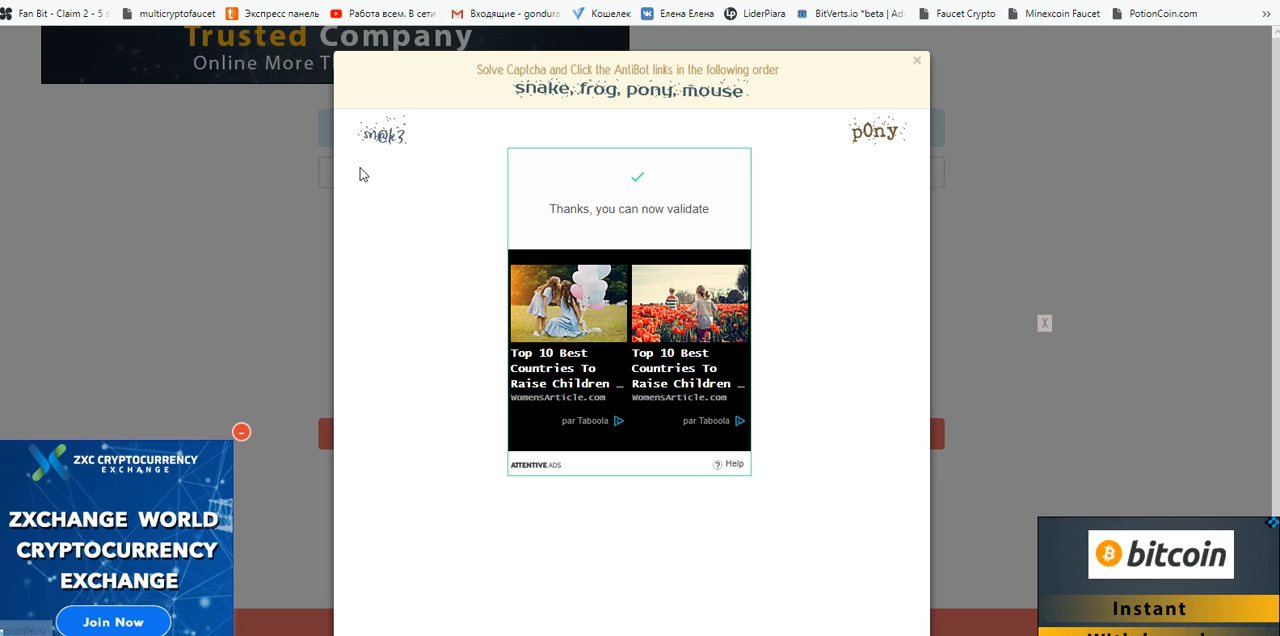 Fan Bit - Claim 2 - 5 s
multicryptofaucet
Экспресс панель
Работа всем. В сети
Входящие - gondura
Кошелек
Елена Елена
LiderPiara
BitVerts.io *beta | Ad
Faucet Crypto
Minexcoin Faucet
PotionCoin.com
»
Trusted Company
Online More T
Solve Captcha and Click the AntiBot links in the following order
snake, frog, pony, mouse
×
sn@k3
p0ny
Thanks, you can now validate
Top 10 Best
Countries To
Raise Children …
WomensArticle.com
par Taboola
Top 10 Best
Countries To
Raise Children …
WomensArticle.com
par Taboola
ATTENTIVE ADS
? Help
X
-
ZXC CRYPTOCURRENCY
EXCHANGE
ZXCHANGE WORLD
CRYPTOCURRENCY
EXCHANGE
Join Now
bitcoin
Instant